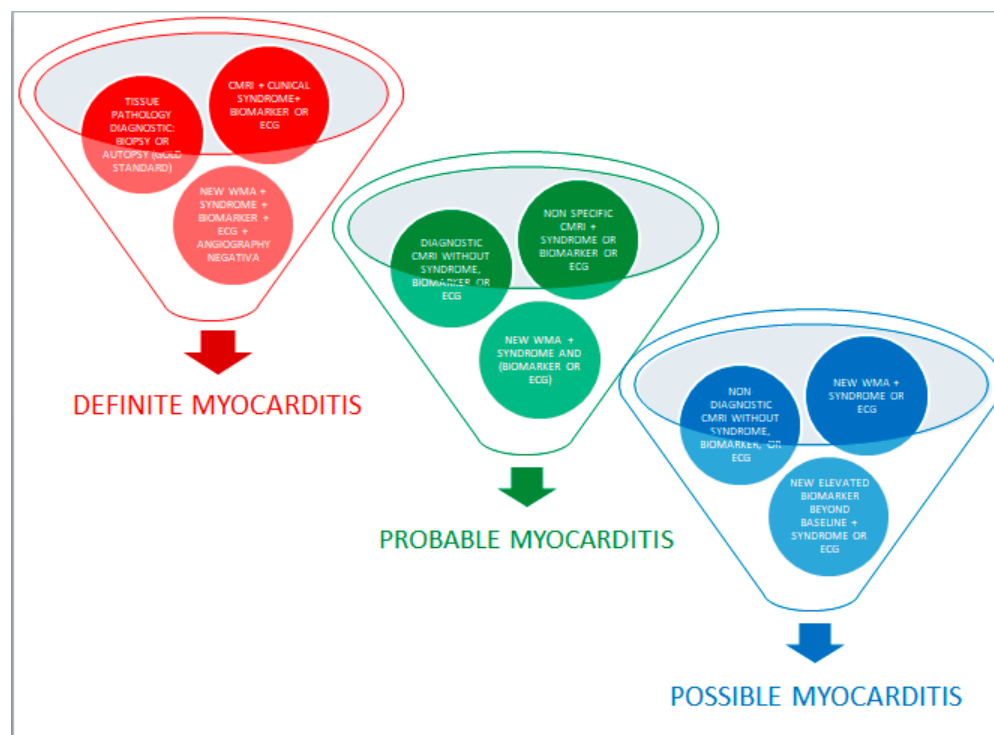 TISSUE
PATHOLOGY
DIAGNOSTIC:
BIOPSY OR
AUTOPSY (GOLD
STANDARD)
CMRI + CLINICAL
SYNDROME+
BIOMARKER OR
ECG
NEW WMA +
SYNDROME +
BIOMARKER +
ECG +
ANGIOGRAPHY
NEGATIVA
DEFINITE MYOCARDITIS
DIAGNOSTIC
CMRI WITHOUT
SYNDROME,
BIOMARKER OR
ECG
NON SPECIFIC
CMRI +
SYNDROME OR
BIOMARKER OR
ECG
NEW WMA +
SYNDROME AND
(BIOMARKER OR
ECG)
PROBABLE MYOCARDITIS
NON
DIAGNOSTIC
CMRI WITHOUT
SYNDROME,
BIOMARKER, OR
ECG
NEW WMA +
SYNDROME OR
ECG
NEW ELEVATED
BIOMARKER
BEYOND
BASELINE +
SYNDROME OR
ECG
POSSIBLE MYOCARDITIS